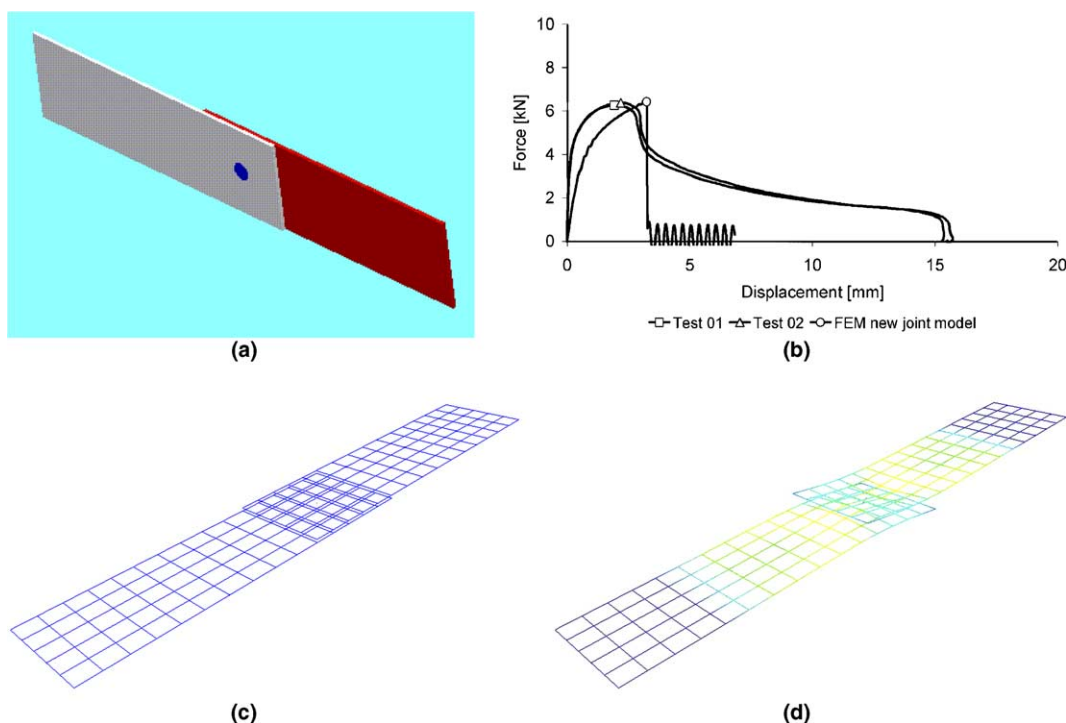 10
8
6
4
2
0
Force [kN]
0 5 10 15 20
Displacement [mm]
Test 01 Test 02 FEM new joint model
(a)
(b)
(c)
(d)